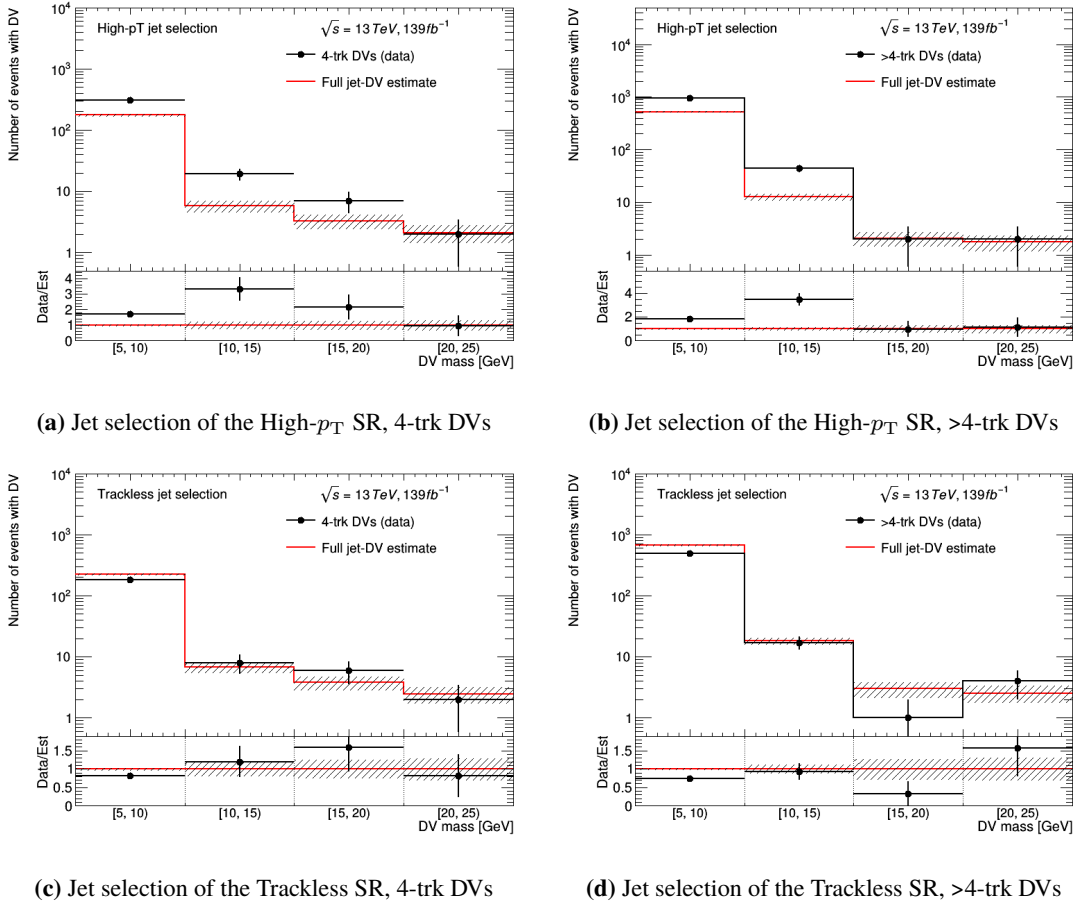 Number of events with DV
10⁴
10³
10²
10
1
High-pT jet selection
√s = 13 TeV, 139fb⁻¹
4-trk DVs (data)
Full jet-DV estimate
Data/Est
4
3
2
1
0
[5, 10)
[10, 15)
[15, 20)
[20, 25)
DV mass [GeV]
(a) Jet selection of the High-pT SR, 4-trk DVs
Number of events with DV
10⁴
10³
10²
10
1
High-pT jet selection
√s = 13 TeV, 139fb⁻¹
>4-trk DVs (data)
Full jet-DV estimate
Data/Est
4
2
0
[5, 10)
[10, 15)
[15, 20)
[20, 25)
DV mass [GeV]
(b) Jet selection of the High-pT SR, >4-trk DVs
Number of events with DV
10⁴
10³
10²
10
1
Trackless jet selection
√s = 13 TeV, 139fb⁻¹
4-trk DVs (data)
Full jet-DV estimate
Data/Est
1.5
1
0.5
0
[5, 10)
[10, 15)
[15, 20)
[20, 25)
DV mass [GeV]
(c) Jet selection of the Trackless SR, 4-trk DVs
Number of events with DV
10⁴
10³
10²
10
1
Trackless jet selection
√s = 13 TeV, 139fb⁻¹
>4-trk DVs (data)
Full jet-DV estimate
Data/Est
1.5
1
0.5
0
[5, 10)
[10, 15)
[15, 20)
[20, 25)
DV mass [GeV]
(d) Jet selection of the Trackless SR, >4-trk DVs